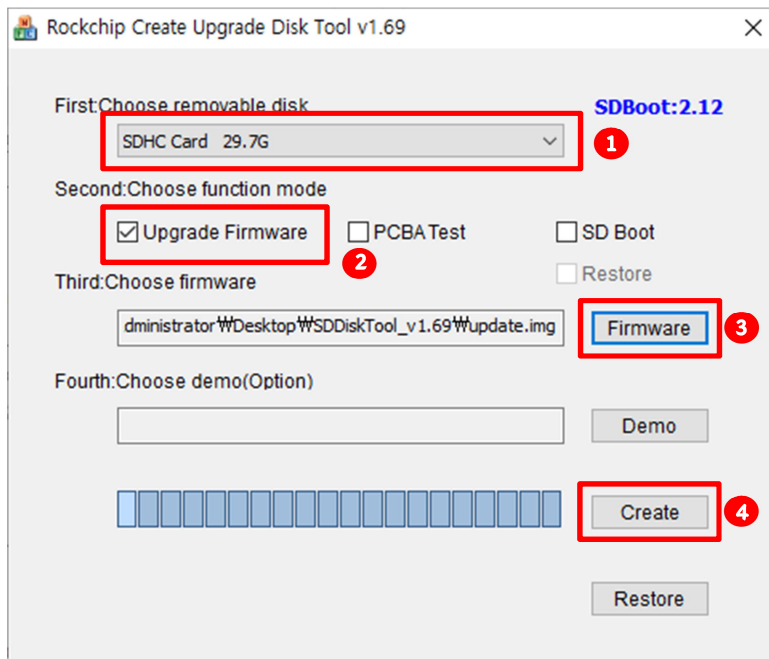 Rockchip Create Upgrade Disk Tool v1.69
First:Choose removable disk
SDBoot:2.12
SDHC Card 29.7G
1
Second:Choose function mode
Upgrade Firmware
PCBA Test
SD Boot
2
Restore
Third:Choose firmware
dministrator₩Desktop₩SDDiskTool_v1.69₩update.img
Firmware
3
Fourth:Choose demo(Option)
Demo
Create
4
Restore